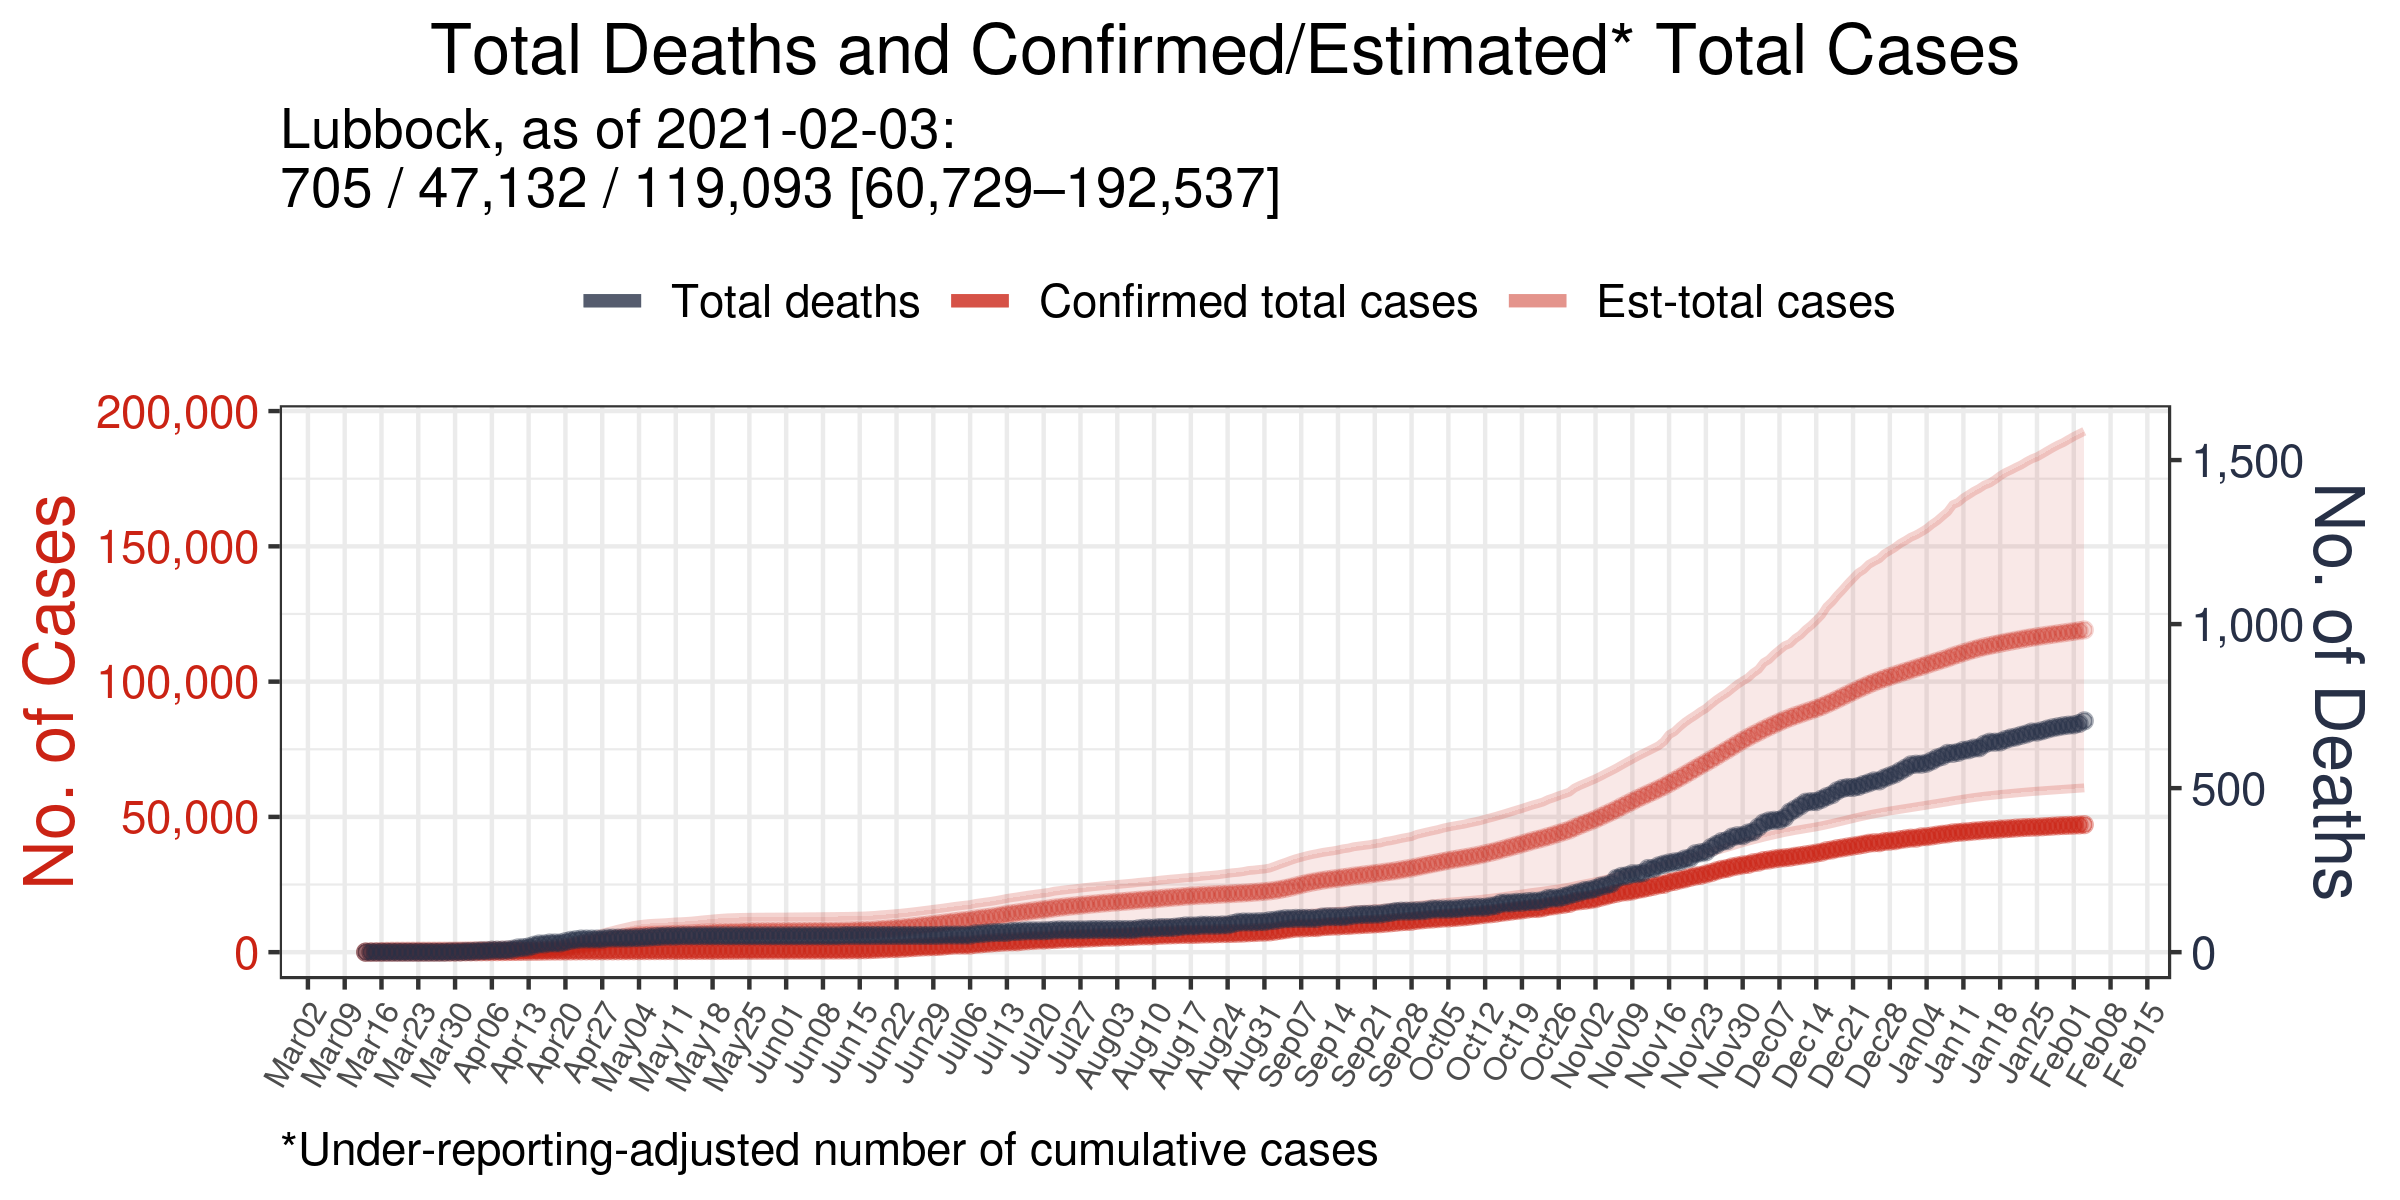 Total Deaths and Confirmed/Estimated* Total Cases
Lubbock, as of 2021-02-03:
705 / 47,132 / 119,093 [60,729–192,537]
Total deaths
Confirmed total cases
Est-total cases
No. of Cases
200,000
150,000
100,000
50,000
0
1,500
1,000
500
0
No. of Deaths
Mar02
Mar09
Mar16
Mar23
Mar30
Apr06
Apr13
Apr20
Apr27
May04
May11
May18
May25
Jun01
Jun08
Jun15
Jun22
Jun29
Jul06
Jul13
Jul20
Jul27
Aug03
Aug10
Aug17
Aug24
Aug31
Sep07
Sep14
Sep21
Sep28
Oct05
Oct12
Oct19
Oct26
Nov02
Nov09
Nov16
Nov23
Nov30
Dec07
Dec14
Dec21
Dec28
Jan04
Jan11
Jan18
Jan25
Feb01
Feb08
Feb15
*Under-reporting-adjusted number of cumulative cases